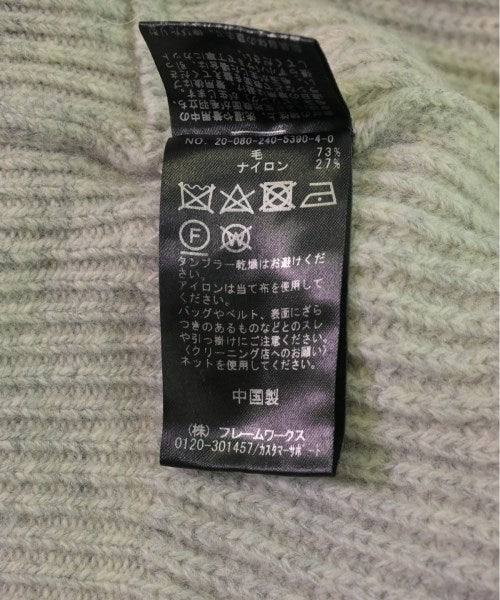 NO. 20-080-240-5390-4-0
毛 73%
ナイロン 27%
F
W
タンブラー乾燥はお避けくだ
さい。
アイロンは当て布を使用して
ください。
バッグやベルト、表面にざら
つきのあるものなどとのスレ
や引っ掛けにご注意ください。
〈クリーニング店へのお願い〉
ネットを使用してください。
中国製
(株) フレームワークス
0120-301457/カスタマーサポート